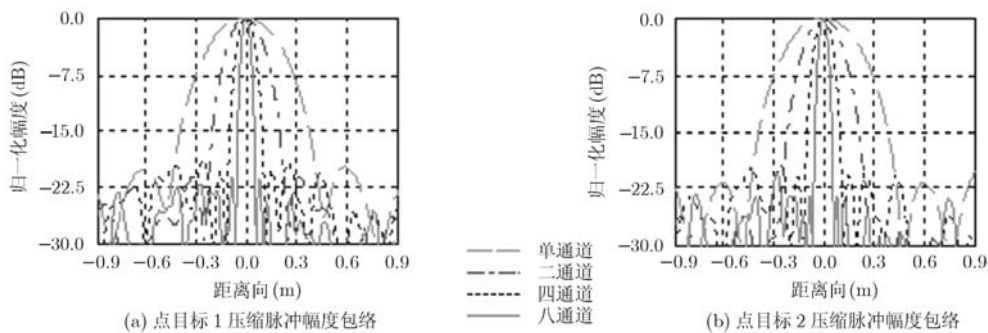 归一化幅度 (dB)
0.0
−7.5
−15.0
−22.5
−30.0
−0.9 −0.6 −0.3 0.0 0.3 0.6 0.9
距离向 (m)
(a) 点目标 1 压缩脉冲幅度包络
单通道
二通道
四通道
八通道
归一化幅度 (dB)
0.0
−7.5
−15.0
−22.5
−30.0
−0.9 −0.6 −0.3 0.0 0.3 0.6 0.9
距离向 (m)
(b) 点目标 2 压缩脉冲幅度包络